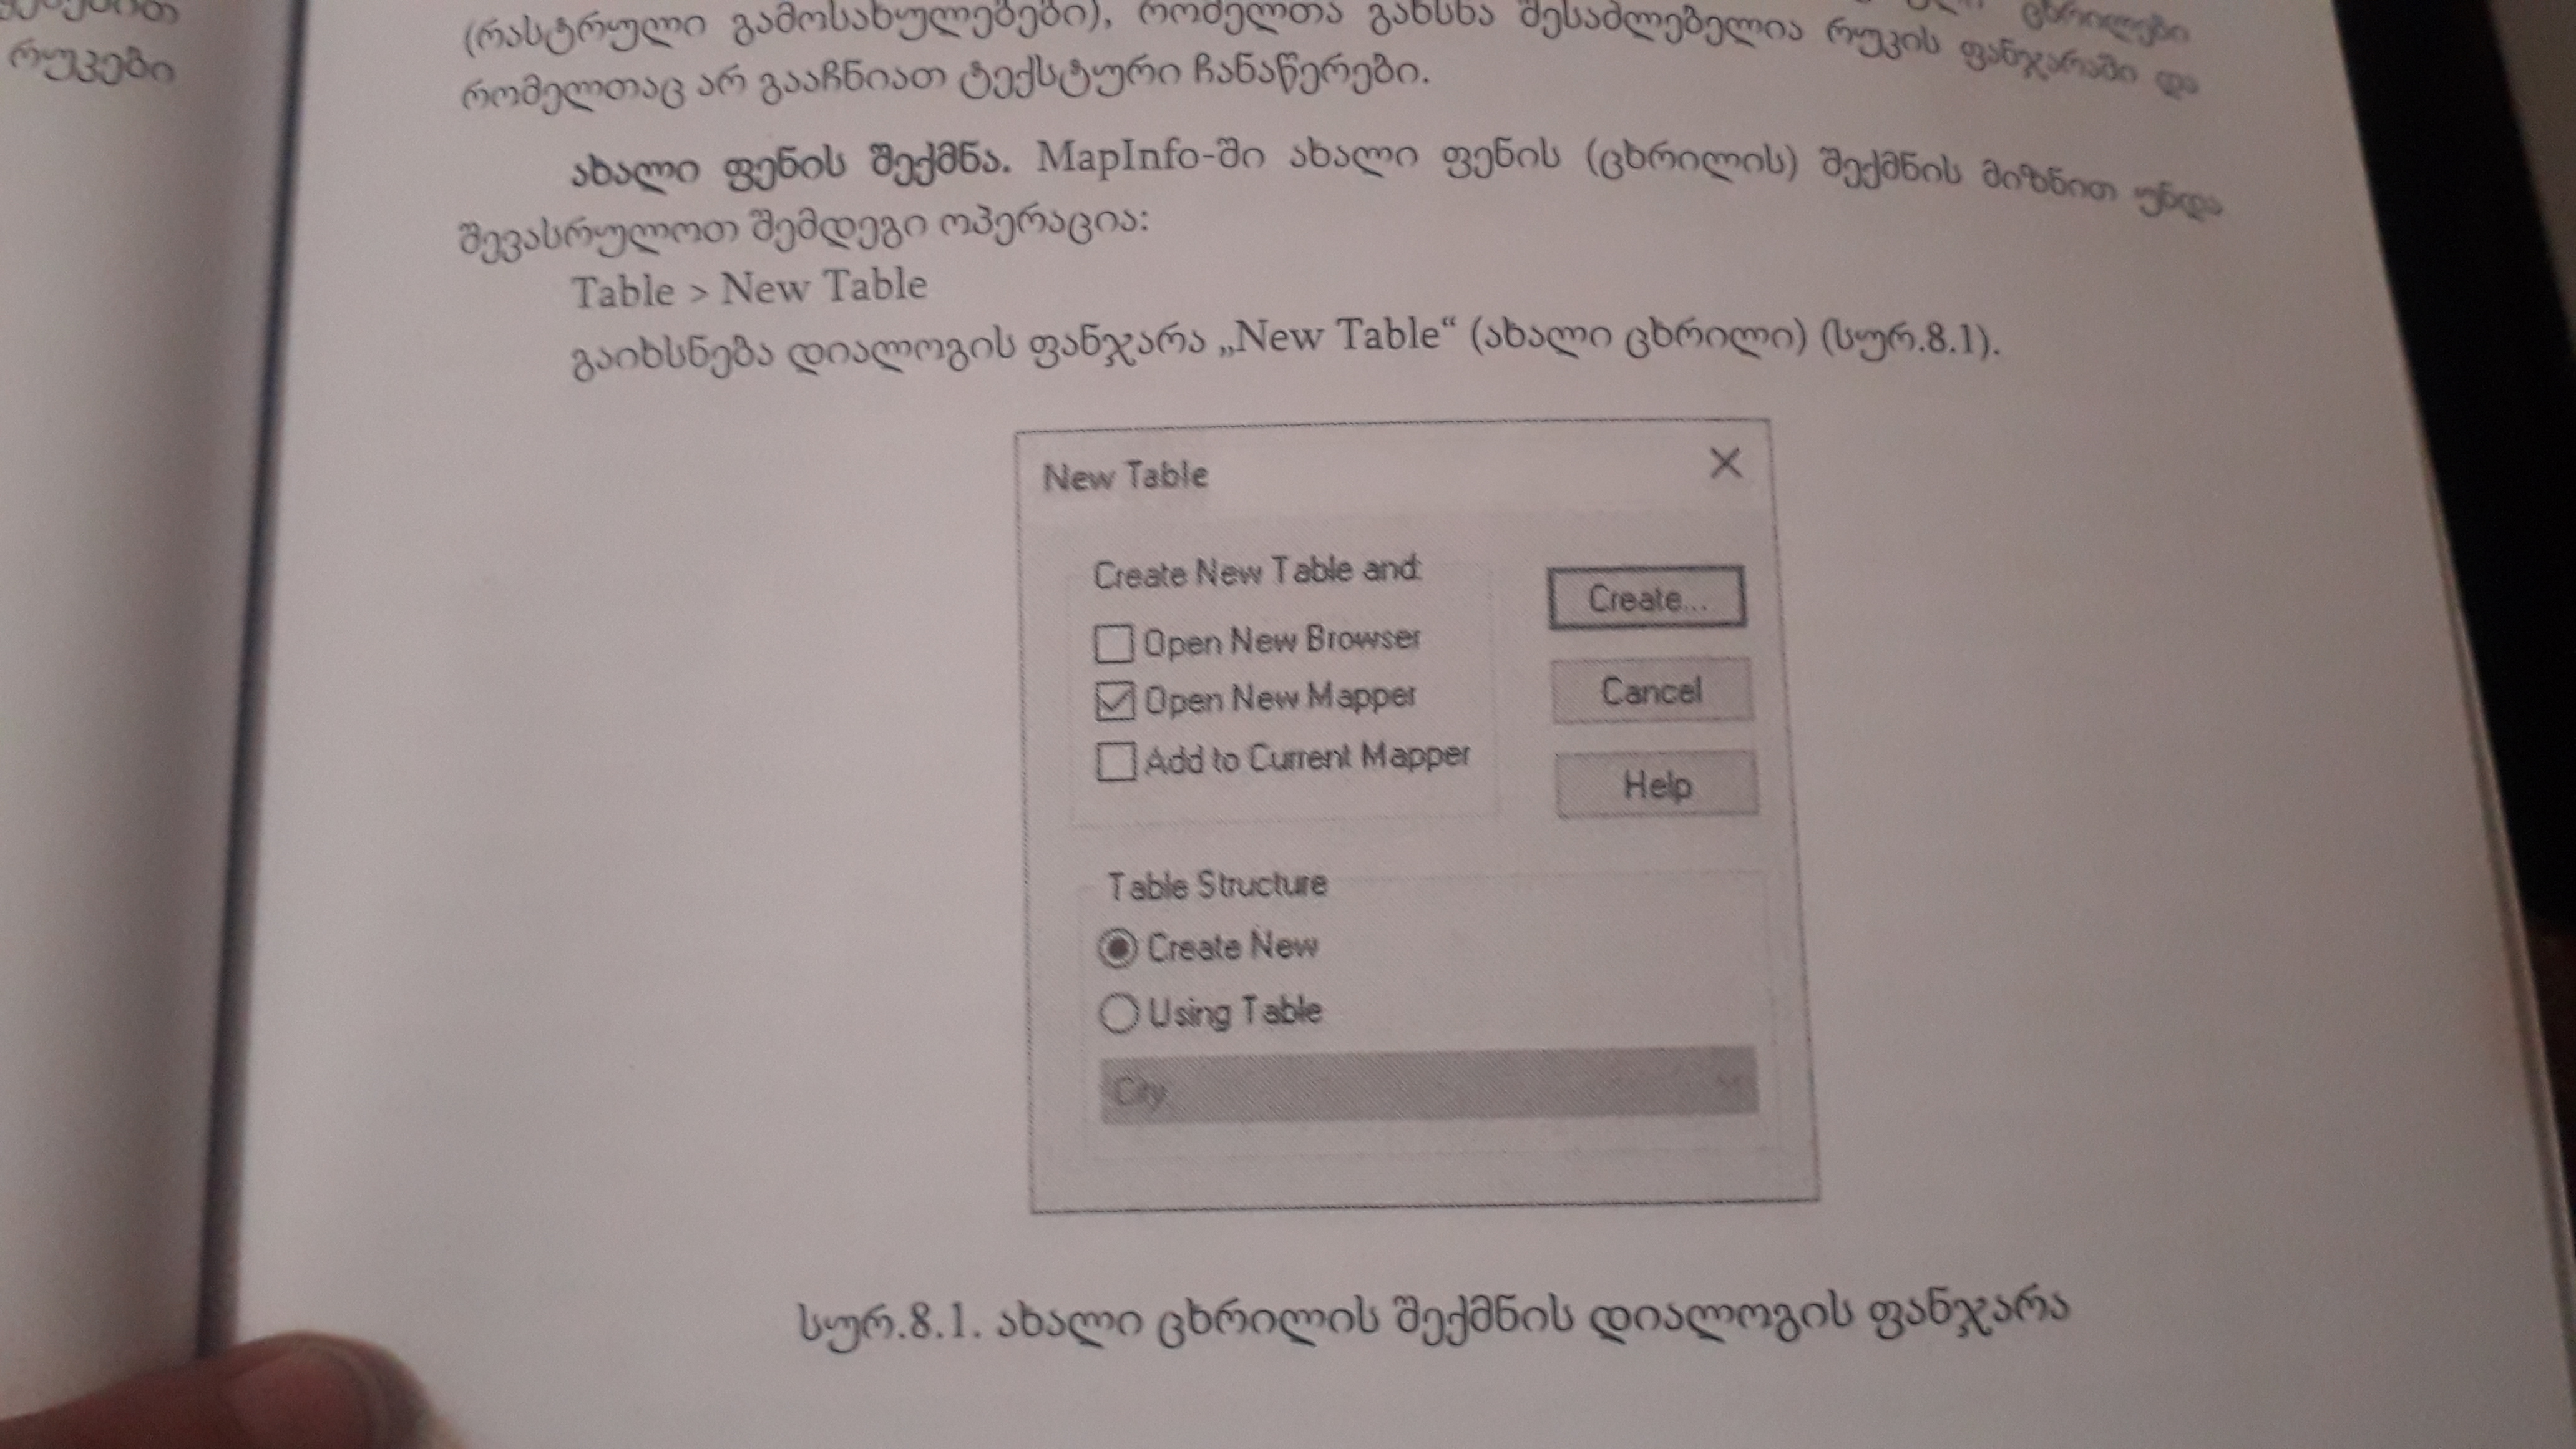 რუკები
ცხრილები
(რასტრული გამოსახულებები), რომელთა გახსნა შესაძლებელია რუკის ფანჯარაში და
რომელთაც არ გააჩნიათ ტექსტური ჩანაწერები.
ახალი ფენის შექმნა. MapInfo-ში ახალი ფენის (ცხრილის) შექმნის მიზნით უნდა
შევასრულოთ შემდეგი ოპერაცია:
Table > New Table
გაიხსნება დიალოგის ფანჯარა „New Table“ (ახალი ცხრილი) (სურ.8.1).
New Table
Create New Table and:
Open New Browser
Open New Mapper
Add to Current Mapper
Create...
Cancel
Help
Table Structure
Create New
Using Table
City
სურ.8.1. ახალი ცხრილის შექმნის დიალოგის ფანჯარა